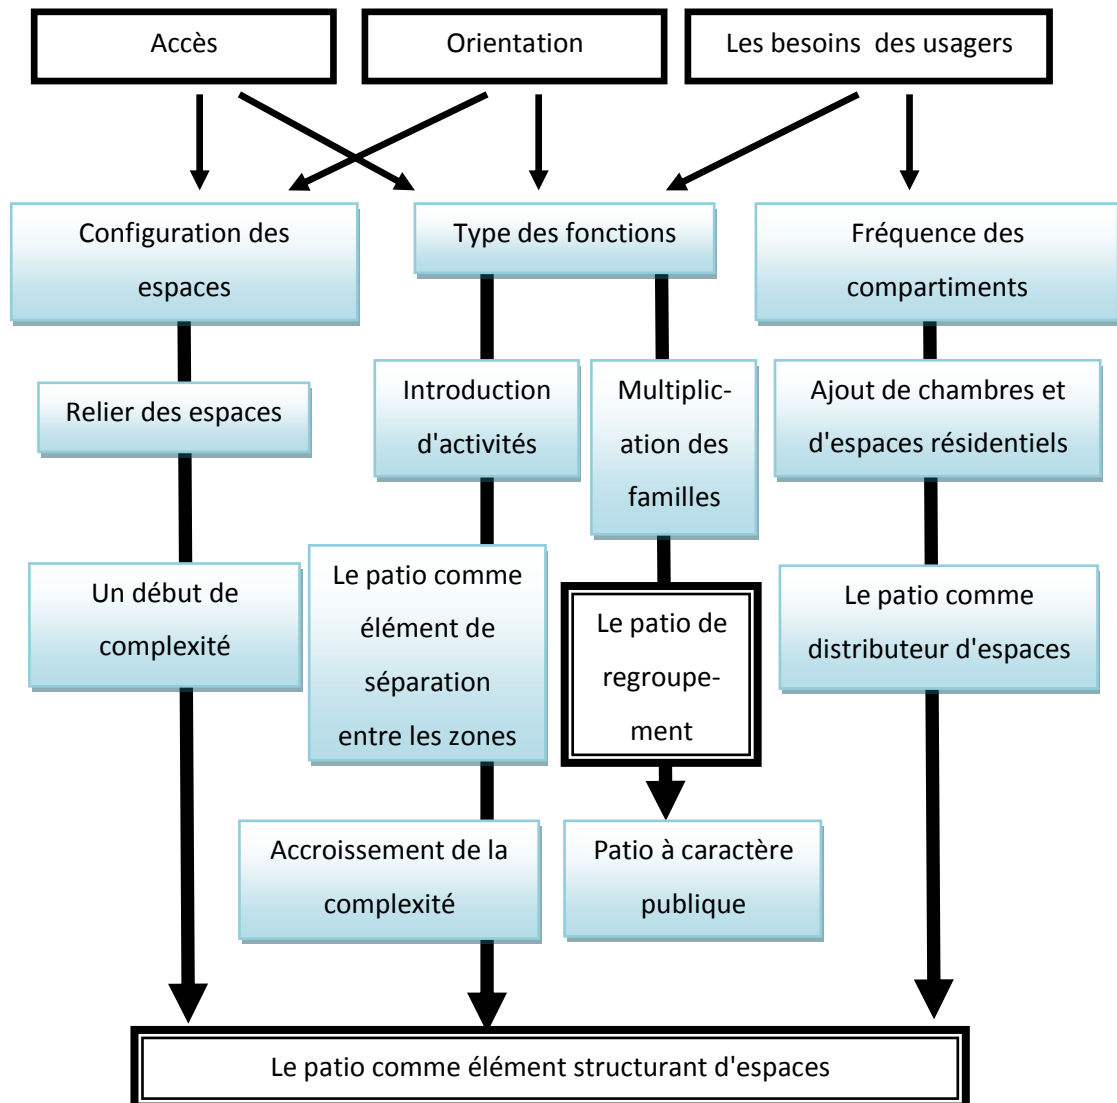 Accès
Orientation
Les besoins des usagers
Configuration des
espaces
Type des fonctions
Fréquence des
compartiments
Relier des espaces
Introduction
d'activités
Multiplic-
ation des
familles
Ajout de chambres et
d'espaces résidentiels
Un début de
complexité
Le patio comme
élément de
séparation
entre les zones
Le patio de
regroupe-
ment
Le patio comme
distributeur d'espaces
Accroissement de la
complexité
Patio à caractère
publique
Le patio comme élément structurant d'espaces